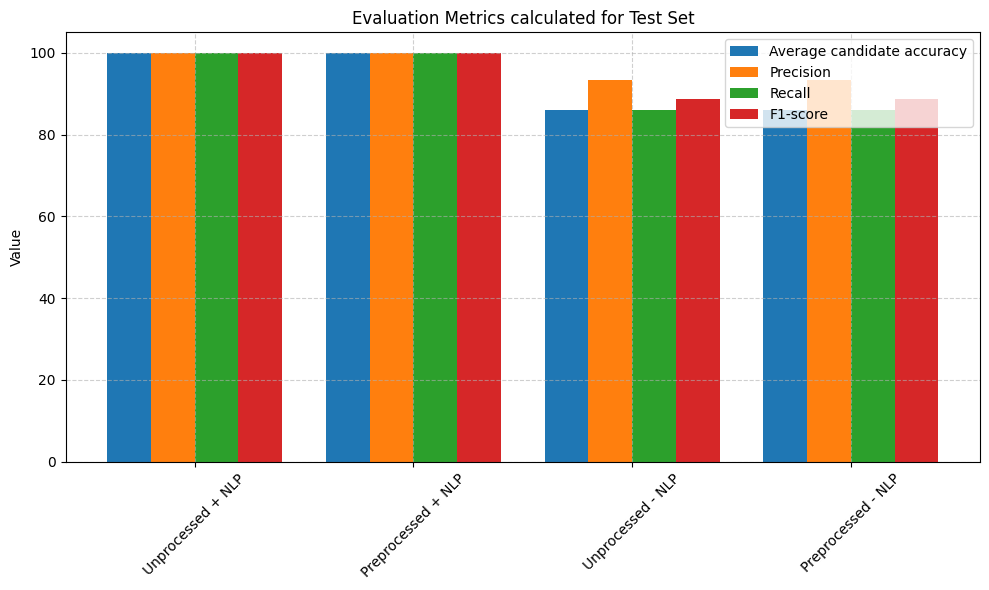 Evaluation Metrics calculated for Test Set
Average candidate accuracy
Precision
Recall
F1-score
Value
100
80
60
40
20
0
Unprocessed + NLP
Preprocessed + NLP
Unprocessed - NLP
Preprocessed - NLP